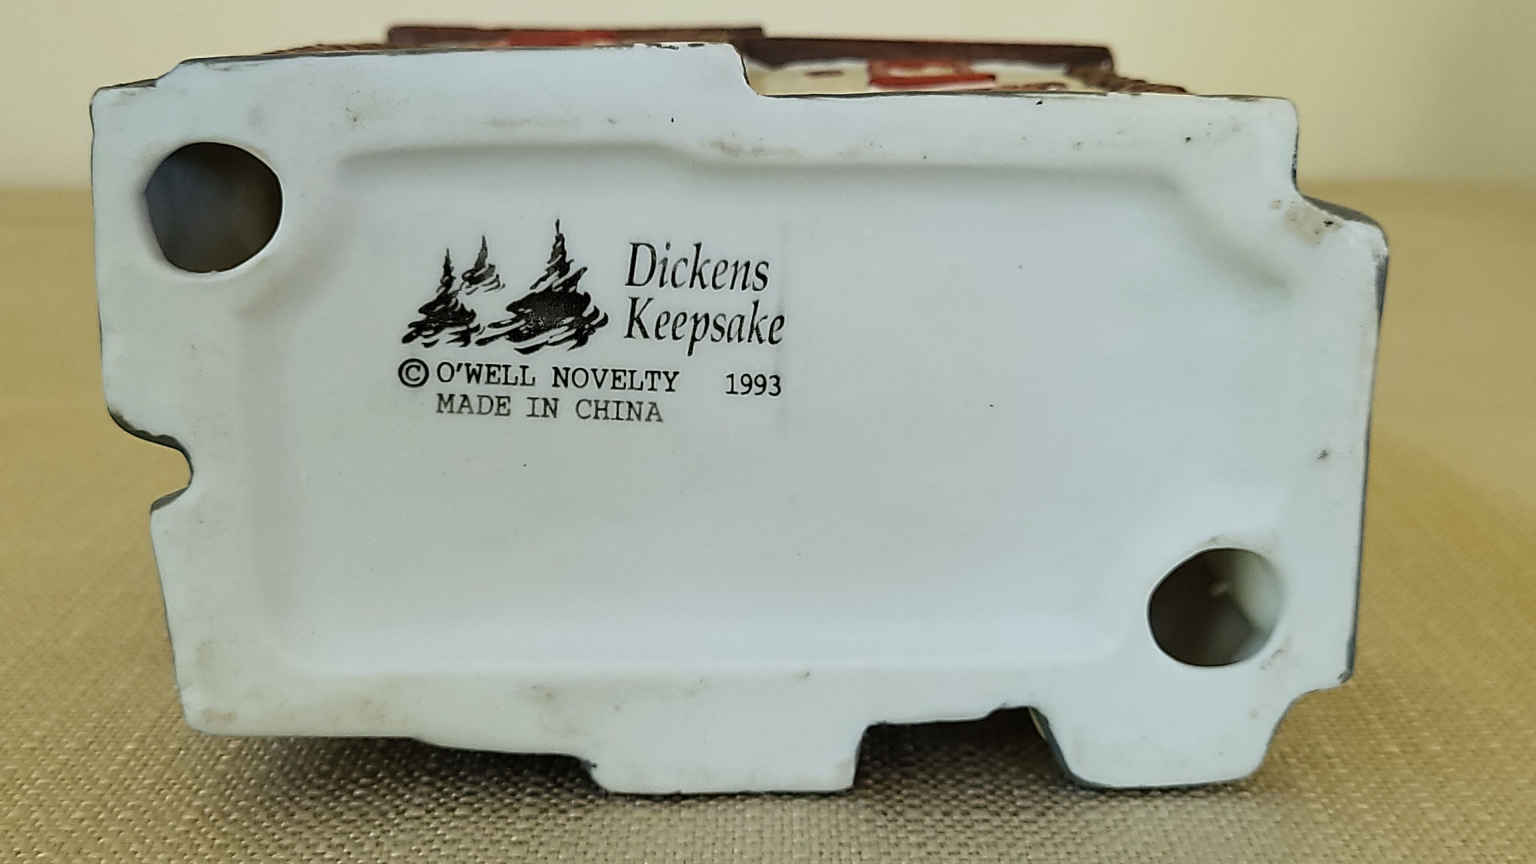 Dickens
Keepsake
© O'WELL NOVELTY 1993
MADE IN CHINA